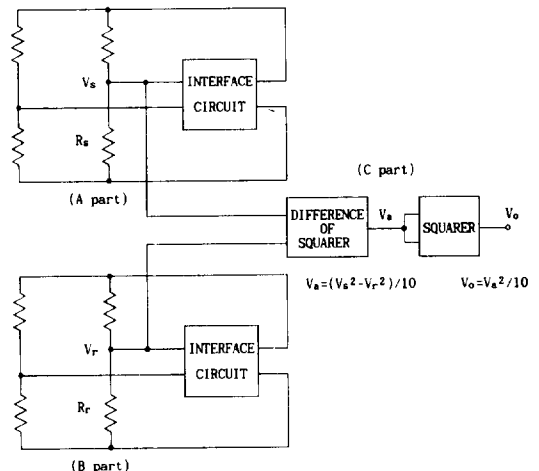 Vs
INTERFACE
CIRCUIT
Rs
(A part)
(C part)
DIFFERENCE
OF
SQUARER
Va
SQUARER
Vo
Va=(Vs²-Vr²)/10
Vo=Va²/10
Vr
INTERFACE
CIRCUIT
Rr
(B part)